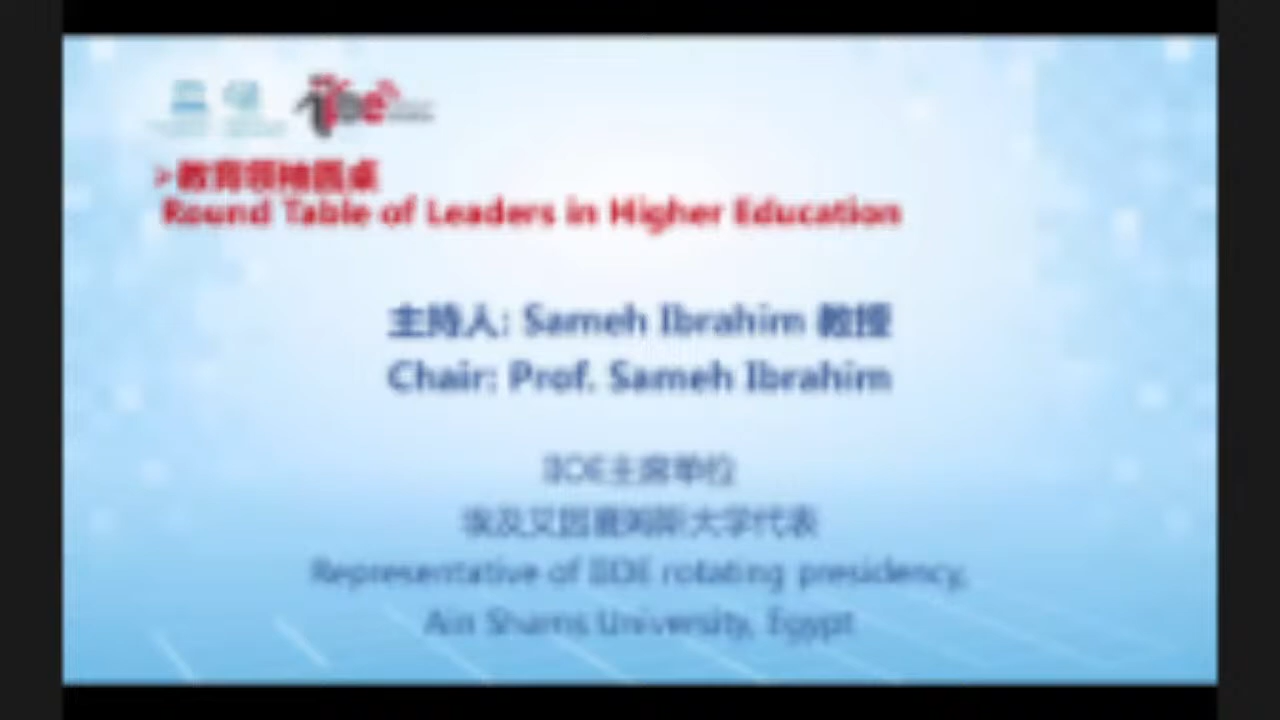 >教育领袖圆桌
Round Table of Leaders in Higher Education
主持人: Sameh Ibrahim 教授
Chair: Prof. Sameh Ibrahim
IIOE主席单位
埃及艾因夏姆斯大学代表
Representative of IIOE rotating presidency,
Ain Shams University, Egypt